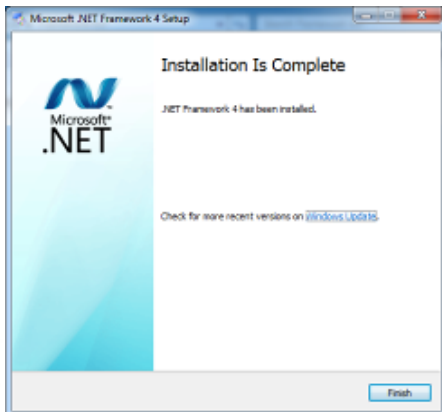 Microsoft .NET Framework 4 Setup
Installation Is Complete
.NET Framework 4 has been installed.
Microsoft®
.NET
Check for more recent versions on Windows Update.
Finish